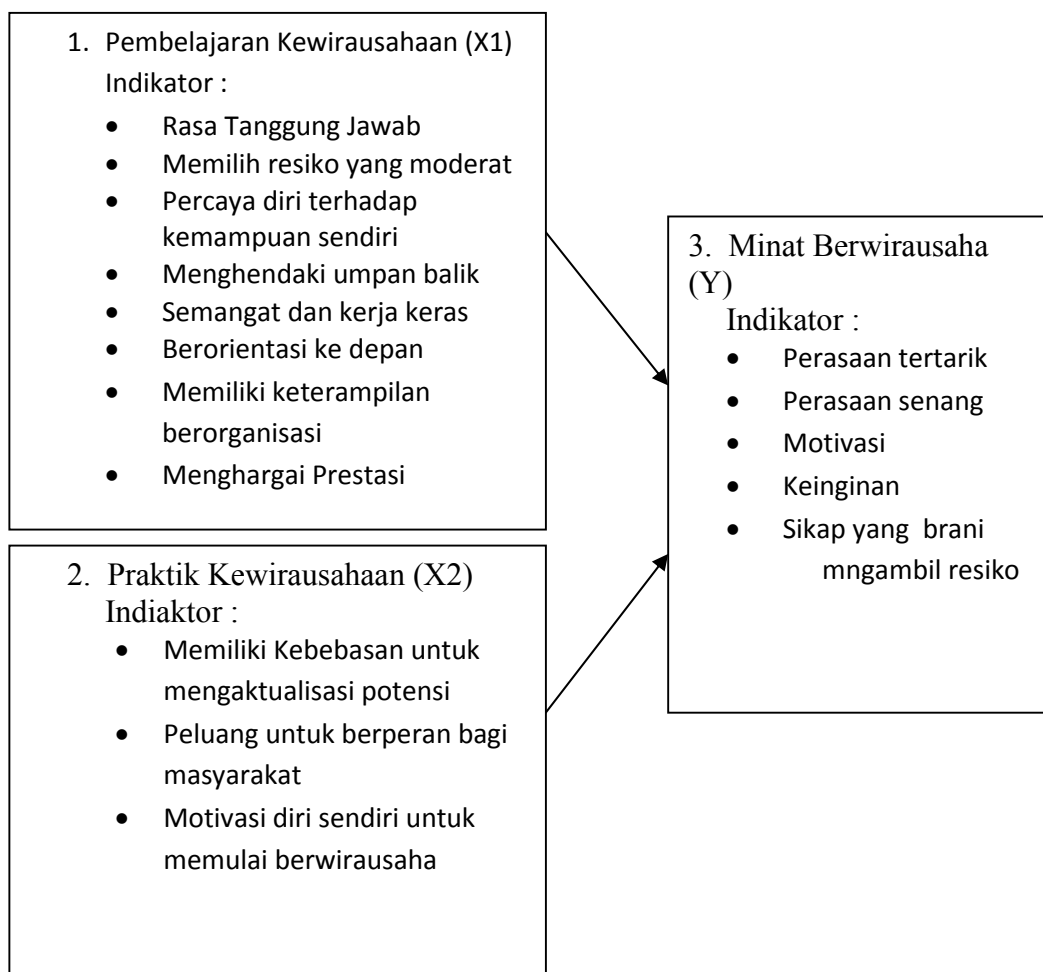 1. Pembelajaran Kewirausahaan (X1)
Indikator :
• Rasa Tanggung Jawab
• Memilih resiko yang moderat
• Percaya diri terhadap
kemampuan sendiri
• Menghendaki umpan balik
• Semangat dan kerja keras
• Berorientasi ke depan
• Memiliki keterampilan
berorganisasi
• Menghargai Prestasi
2. Praktik Kewirausahaan (X2)
Indiaktor :
• Memiliki Kebebasan untuk
mengaktualisasi potensi
• Peluang untuk berperan bagi
masyarakat
• Motivasi diri sendiri untuk
memulai berwirausaha
3. Minat Berwirausaha
(Y)
Indikator :
• Perasaan tertarik
• Perasaan senang
• Motivasi
• Keinginan
• Sikap yang brani
mngambil resiko